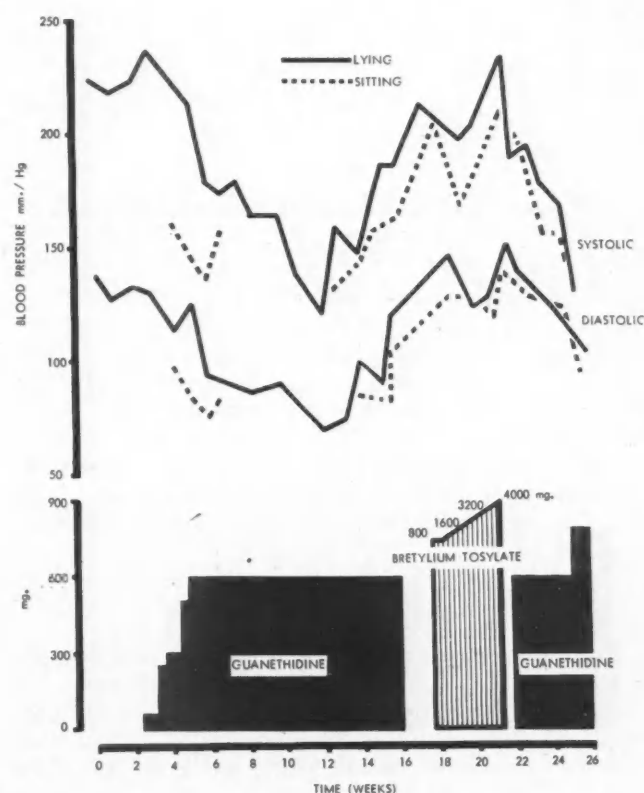 250
200
150
100
50
BLOOD PRESSURE mm./ Hg
LYING
SITTING
SYSTOLIC
DIASTOLIC
900
600
300
0
mg.
800
1600
3200
4000 mg.
BRETYLIUM TOSYLATE
GUANETHIDINE
GUANETHIDINE
0 2 4 6 8 10 12 14 16 18 20 22 24 26
TIME (WEEKS)